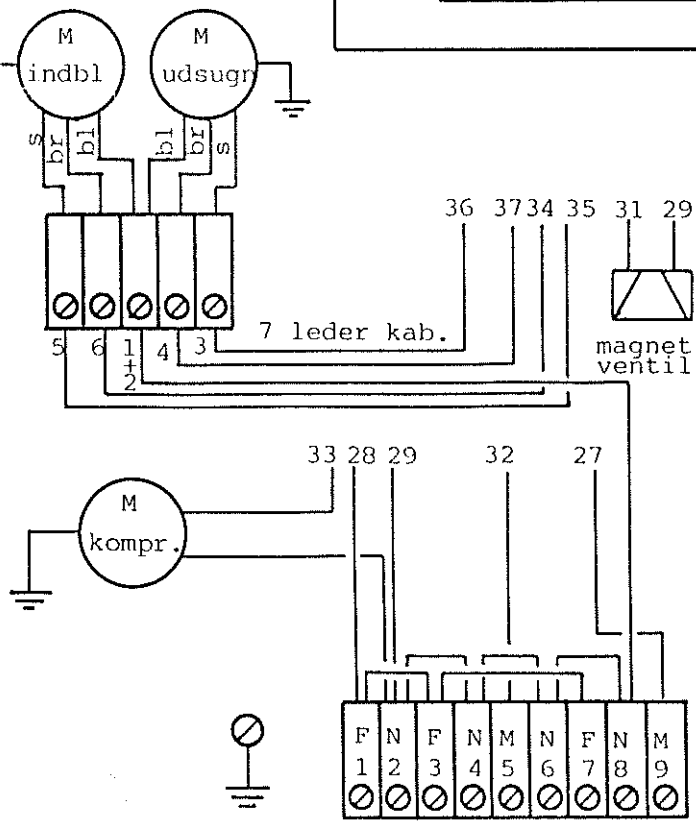 M
indbl
M
udsugn
s
br
bl
bl
br
s
36 37 34 35 31 29
7 leder kab.
5 6 1+2 4 3
magnet
ventil
33 28 29 32 27
M
kompr.
F N F N M N F N M
1 2 3 4 5 6 7 8 9